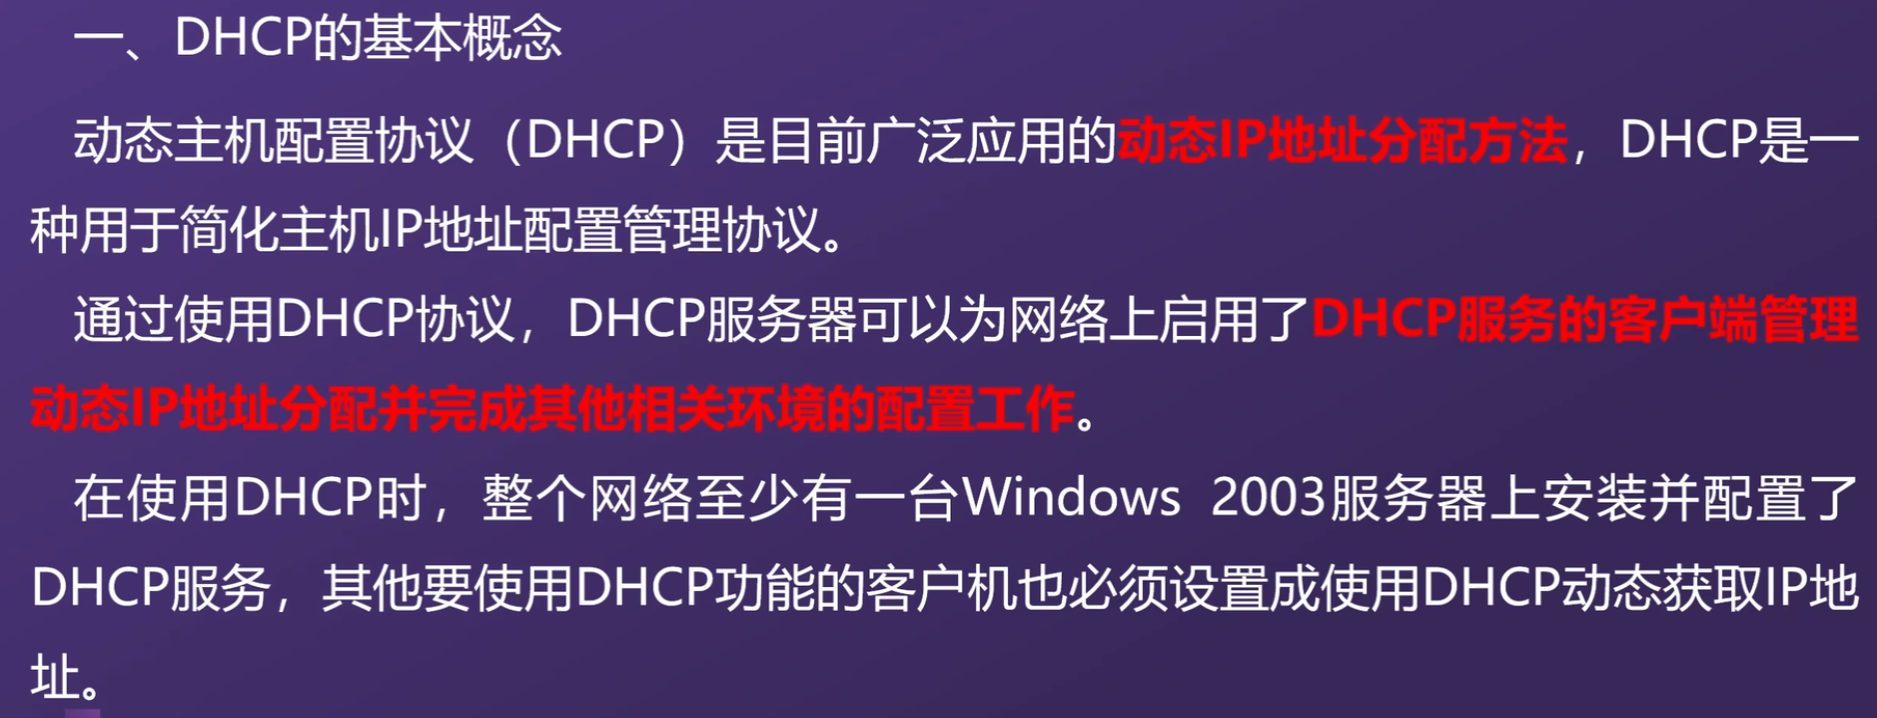 一、DHCP的基本概念
动态主机配置协议（DHCP）是目前广泛应用的动态IP地址分配方法，DHCP是一
种用于简化主机IP地址配置管理协议。
通过使用DHCP协议，DHCP服务器可以为网络上启用了DHCP服务的客户端管理
动态IP地址分配并完成其他相关环境的配置工作。
在使用DHCP时，整个网络至少有一台Windows 2003服务器上安装并配置了
DHCP服务，其他要使用DHCP功能的客户机也必须设置成使用DHCP动态获取IP地
址。